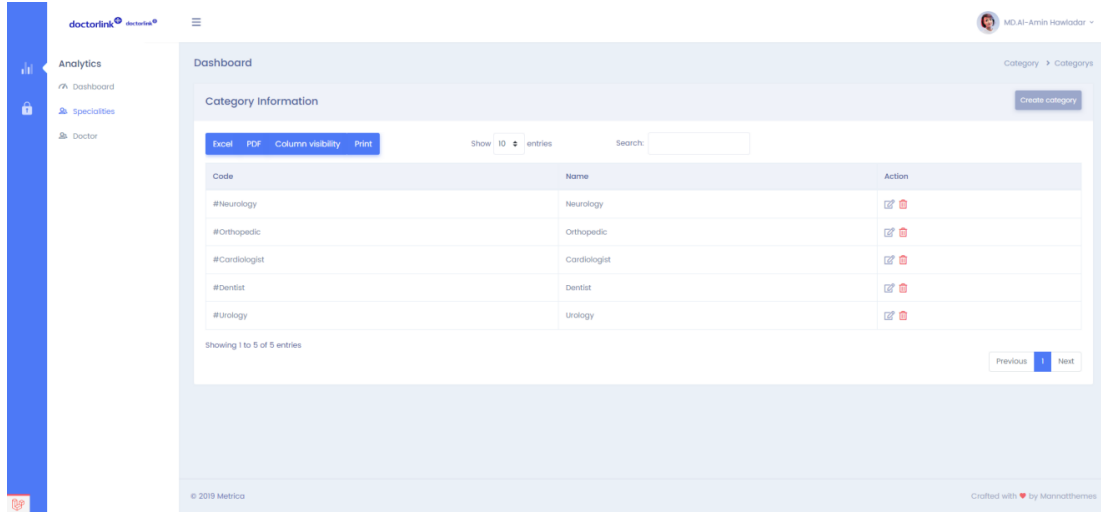 doctorlink doctorlink
MD.Al-Amin Howladar
Analytics
Dashboard
Specialities
Doctor
Dashboard
Category > Categorys
Category Information
Create category
Excel PDF Column visibility Print
Show 10 entries
Search:
Code Name Action
#Neurology Neurology
#Orthopedic Orthopedic
#Cardiologist Cardiologist
#Dentist Dentist
#Urology Urology
Showing 1 to 5 of 5 entries
Previous 1 Next
© 2019 Metrica
Crafted with ♥ by Mannatthemes